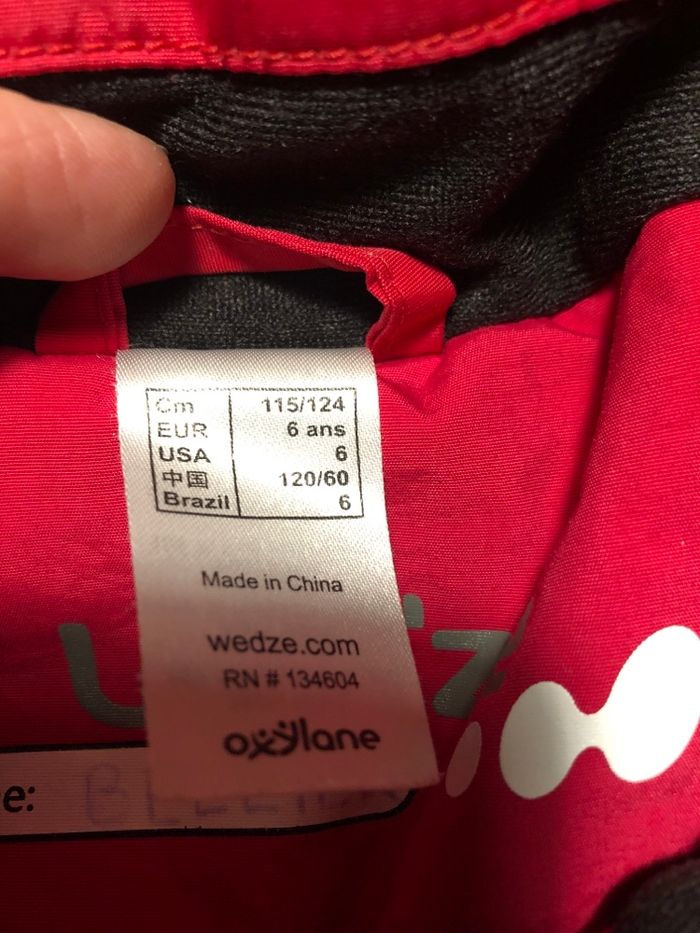 Cm 115/124
EUR 6 ans
USA 6
中国 120/60
Brazil 6
Made in China
wedze.com
RN # 134604
oxylane
e: